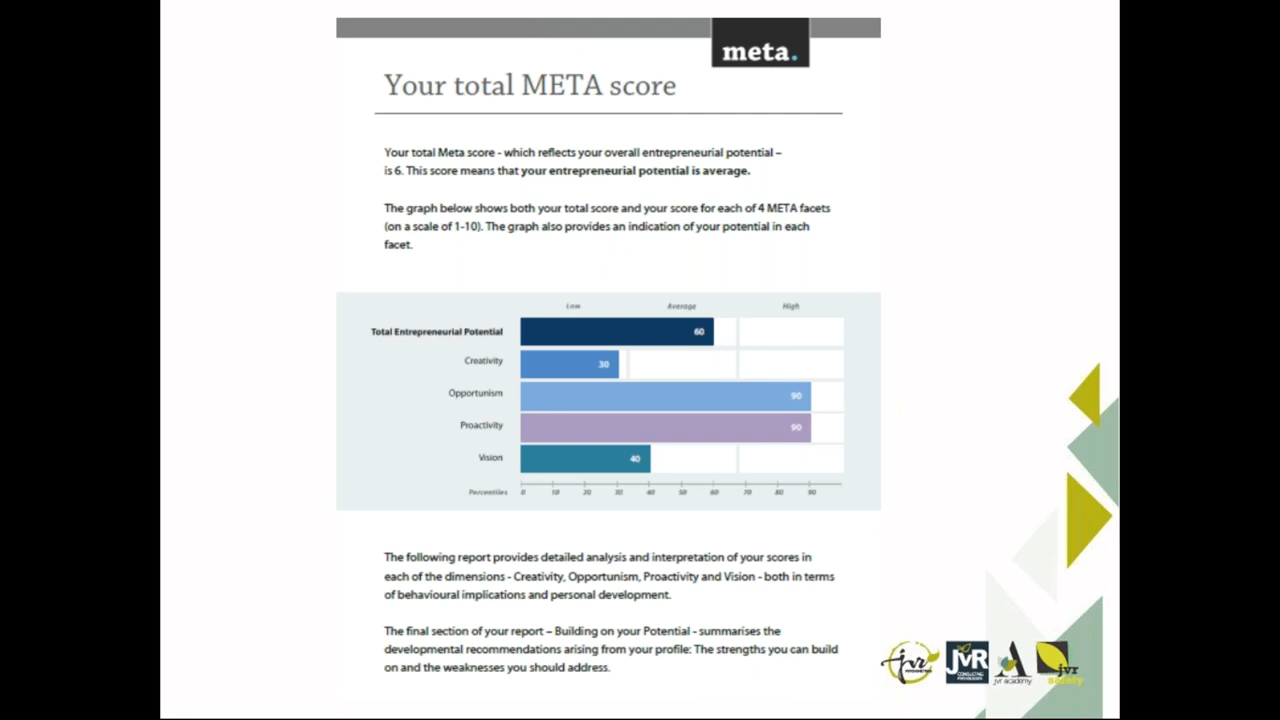 meta.
Your total META score
Your total Meta score - which reflects your overall entrepreneurial potential –
is 6. This score means that your entrepreneurial potential is average.
The graph below shows both your total score and your score for each of 4 META facets
(on a scale of 1-10). The graph also provides an indication of your potential in each
facet.
Low Average High
Total Entrepreneurial Potential 60
Creativity 30
Opportunism 90
Proactivity 90
Vision 40
Percentiles 0 10 20 30 40 50 60 70 80 90
The following report provides detailed analysis and interpretation of your scores in
each of the dimensions - Creativity, Opportunism, Proactivity and Vision - both in terms
of behavioural implications and personal development.
The final section of your report – Building on your Potential - summarises the
developmental recommendations arising from your profile: The strengths you can build
on and the weaknesses you should address.
jvr
JvR
A
jvr academy
jvr
safety